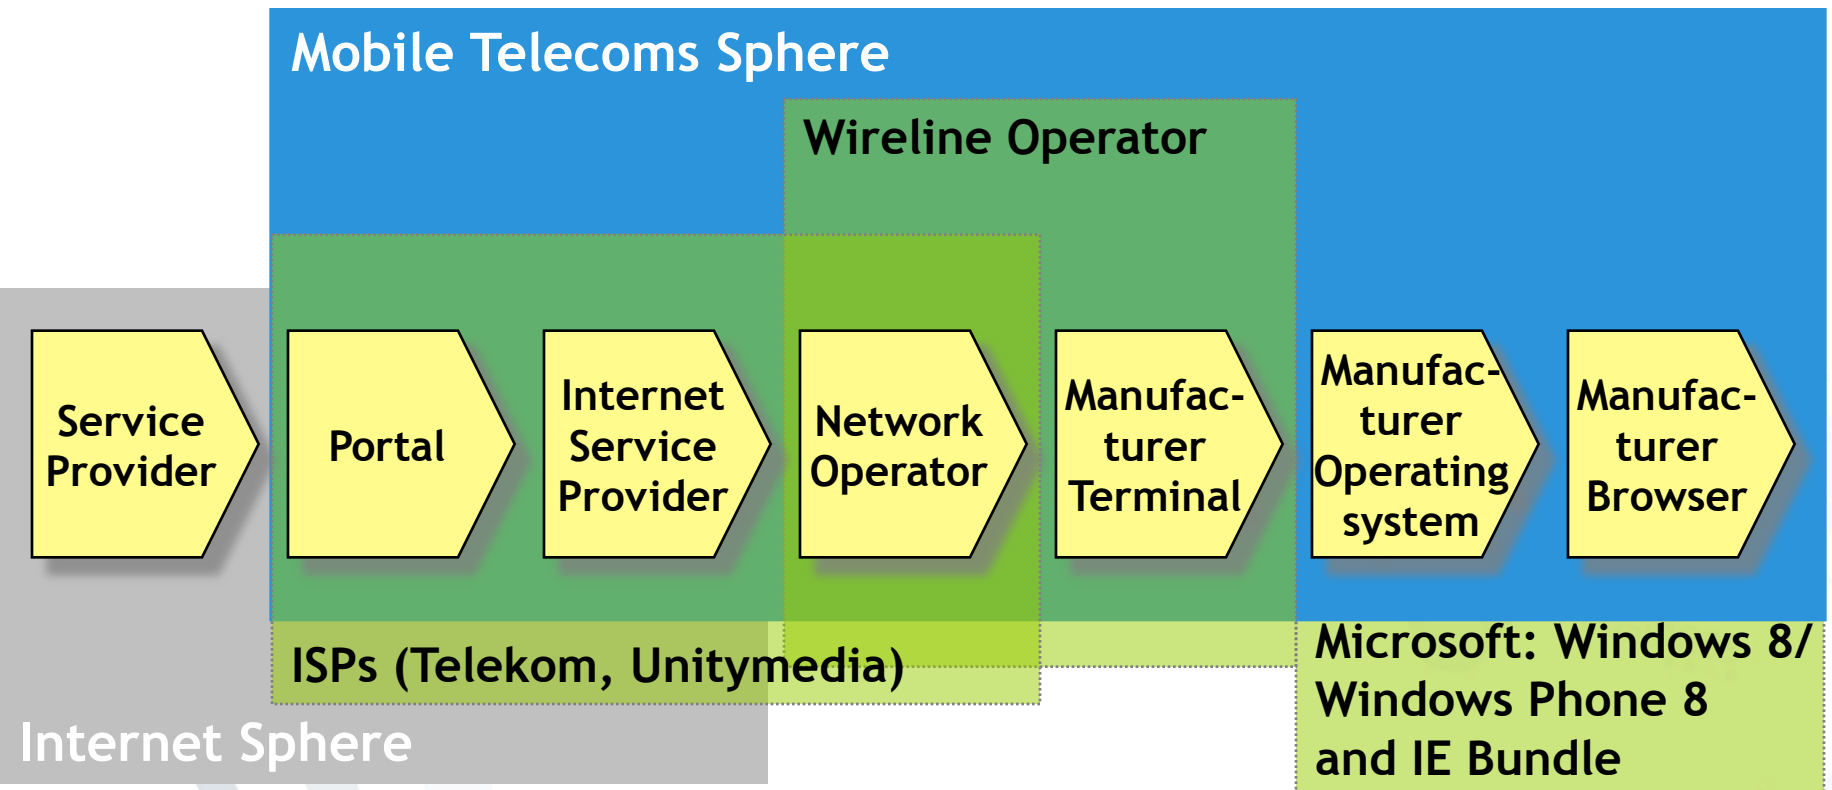 Mobile Telecoms Sphere
Wireline Operator
Service
Provider
Portal
Internet
Service
Provider
Network
Operator
Manufac-
turer
Terminal
Manufac-
turer
Operating
system
Manufac-
turer
Browser
ISPs (Telekom, Unitymedia)
Microsoft: Windows 8/
Windows Phone 8
and IE Bundle
Internet Sphere